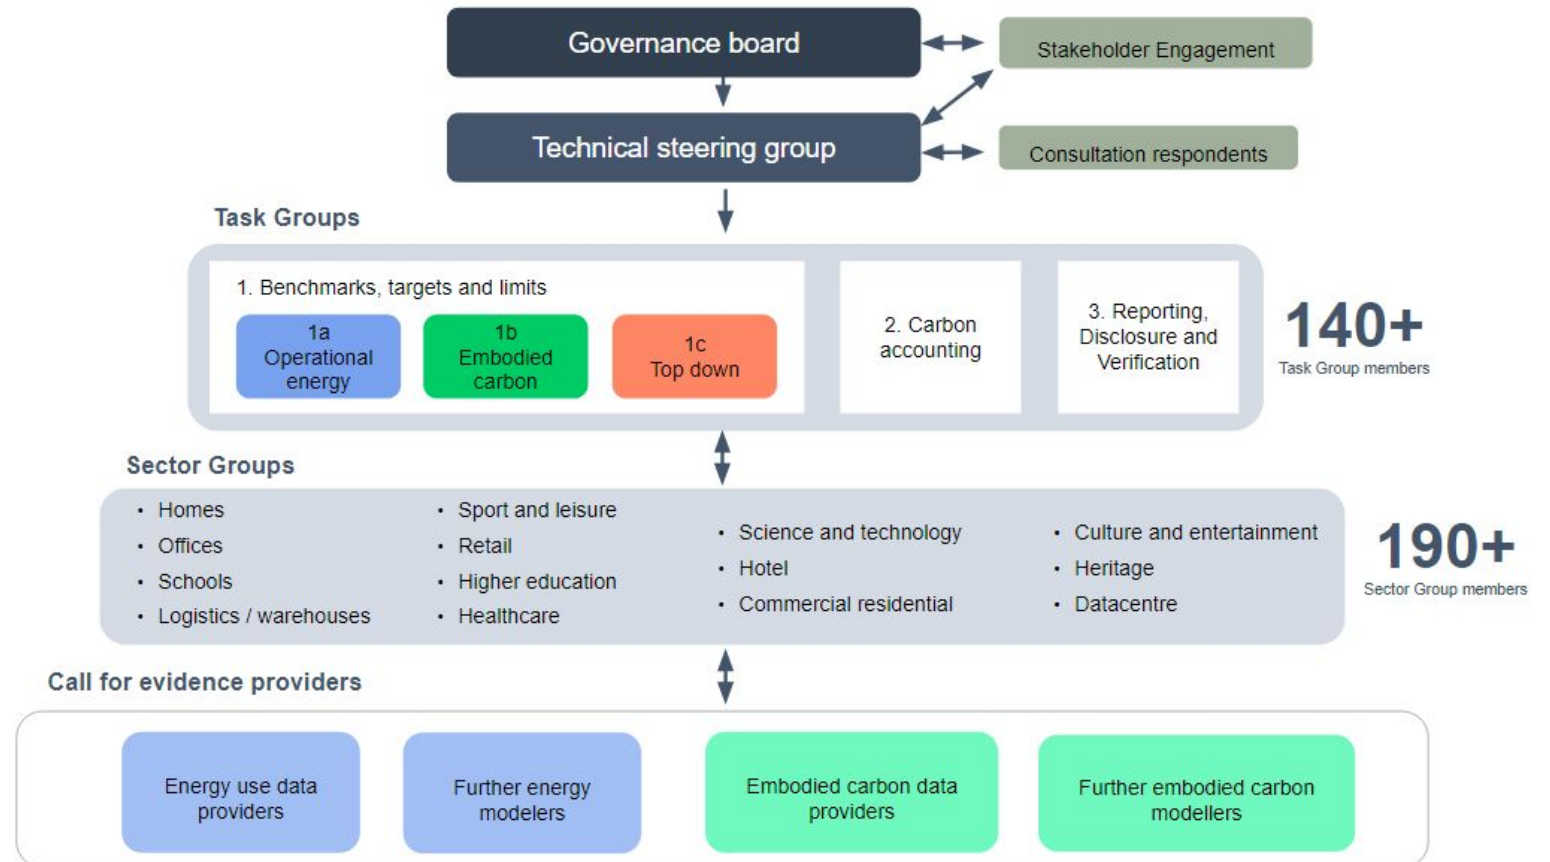 Governance board
Stakeholder Engagement
Technical steering group
Consultation respondents
Task Groups
1. Benchmarks, targets and limits
1a
Operational
energy
1b
Embodied
carbon
1c
Top down
2. Carbon
accounting
3. Reporting,
Disclosure and
Verification
140+
Task Group members
Sector Groups
• Homes
• Offices
• Schools
• Logistics / warehouses
• Sport and leisure
• Retail
• Higher education
• Healthcare
• Science and technology
• Hotel
• Commercial residential
• Culture and entertainment
• Heritage
• Datacentre
190+
Sector Group members
Call for evidence providers
Energy use data
providers
Further energy
modelers
Embodied carbon data
providers
Further embodied carbon
modellers